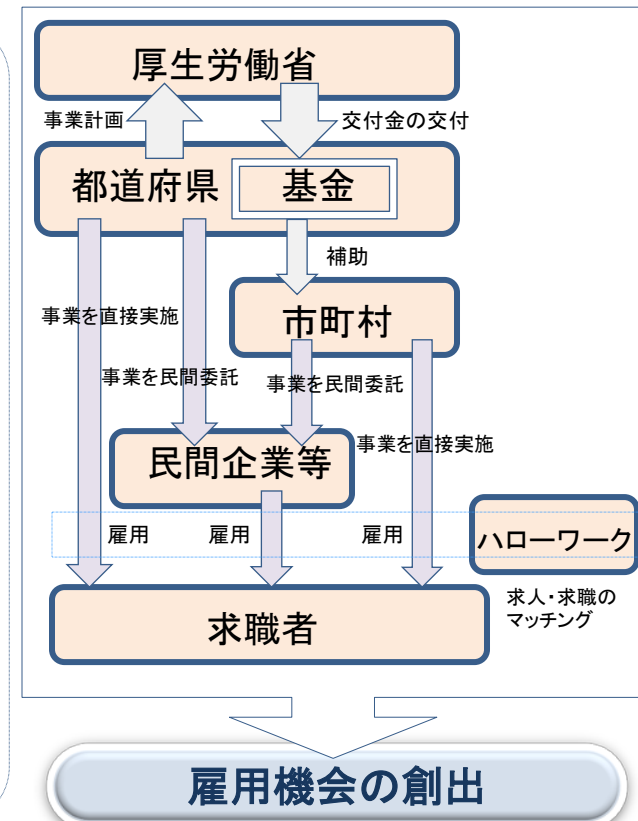 厚生労働省
事業計画
交付金の交付
都道府県
基金
補助
事業を直接実施
市町村
事業を民間委託
事業を民間委託
事業を直接実施
民間企業等
雇用
雇用
雇用
ハローワーク
求人・求職の
マッチング
求職者
雇用機会の創出